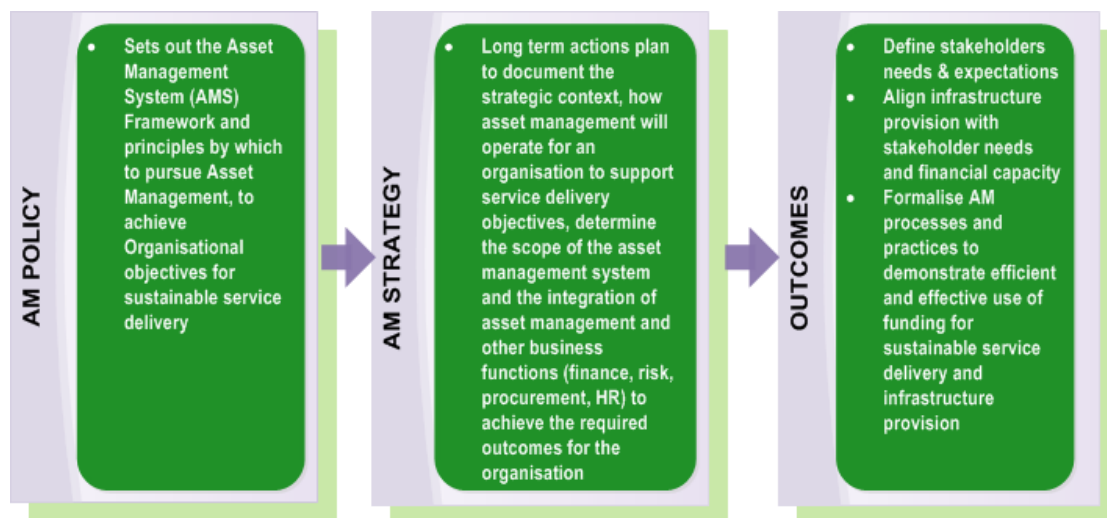 AM POLICY
• Sets out the Asset
Management
System (AMS)
Framework and
principles by which
to pursue Asset
Management, to
achieve
Organisational
objectives for
sustainable service
delivery
AM STRATEGY
• Long term actions plan
to document the
strategic context, how
asset management will
operate for an
organisation to support
service delivery
objectives, determine
the scope of the asset
management system
and the integration of
asset management and
other business
functions (finance, risk,
procurement, HR) to
achieve the required
outcomes for the
organisation
OUTCOMES
• Define stakeholders
needs & expectations
• Align infrastructure
provision with
stakeholder needs
and financial capacity
• Formalise AM
processes and
practices to
demonstrate efficient
and effective use of
funding for
sustainable service
delivery and
infrastructure
provision